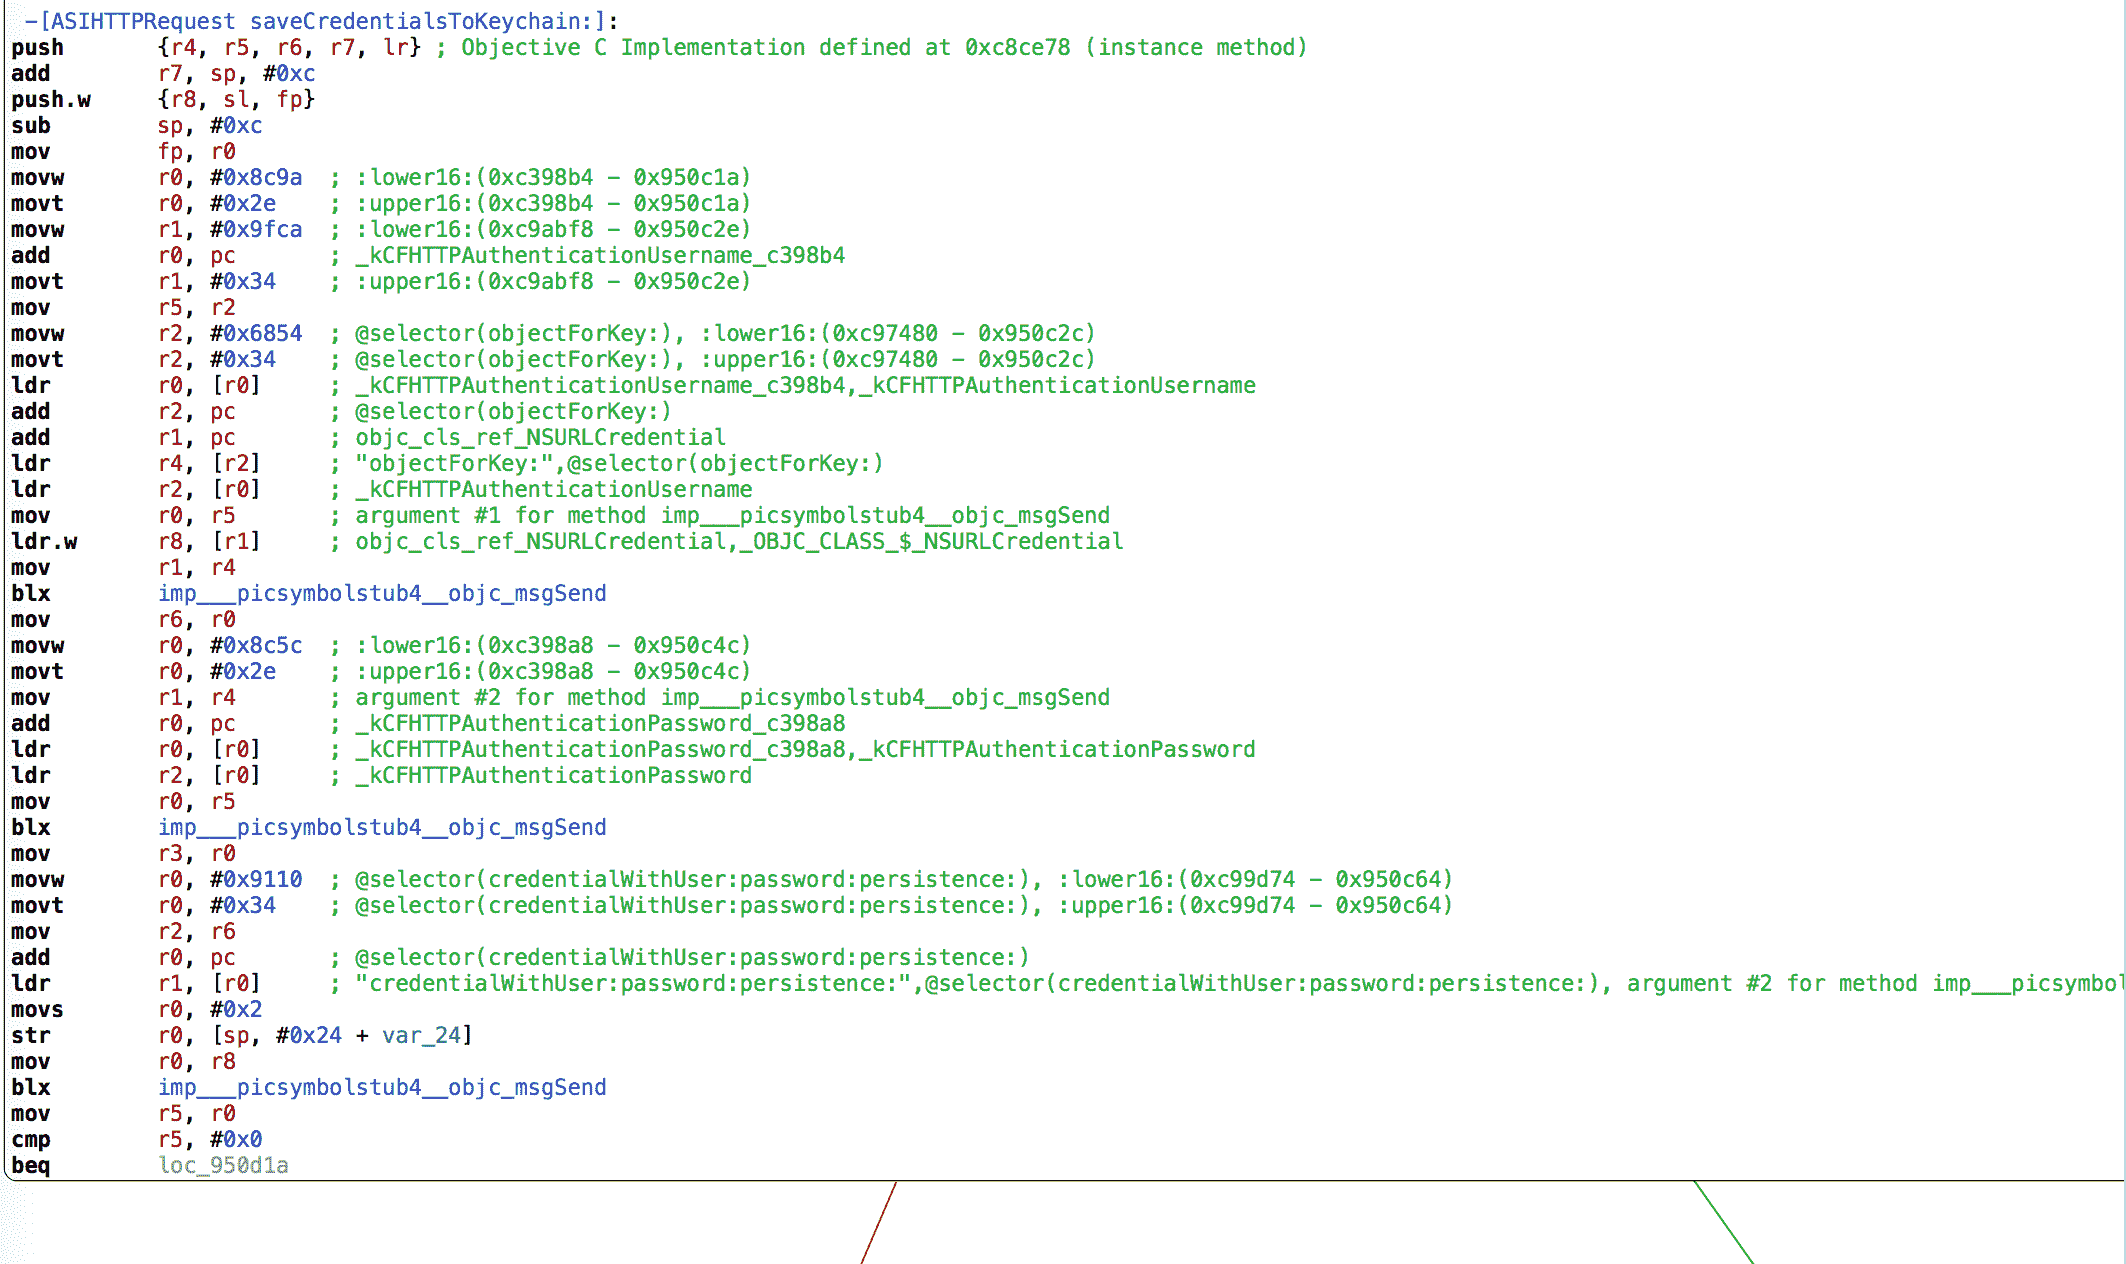 -[ASIHTTPRequest saveCredentialsToKeychain:]:
push {r4, r5, r6, r7, lr} ; Objective C Implementation defined at 0xc8ce78 (instance method)
add r7, sp, #0xc
push.w {r8, sl, fp}
sub sp, #0xc
mov fp, r0
movw r0, #0x8c9a ; :lower16:(0xc398b4 - 0x950c1a)
movt r0, #0x2e ; :upper16:(0xc398b4 - 0x950c1a)
movw r1, #0x9fca ; :lower16:(0xc9abf8 - 0x950c2e)
add r0, pc ; _kCFHTTPAuthenticationUsername_c398b4
movt r1, #0x34 ; :upper16:(0xc9abf8 - 0x950c2e)
mov r5, r2
movw r2, #0x6854 ; @selector(objectForKey:), :lower16:(0xc97480 - 0x950c2c)
movt r2, #0x34 ; @selector(objectForKey:), :upper16:(0xc97480 - 0x950c2c)
ldr r0, [r0] ; _kCFHTTPAuthenticationUsername_c398b4,_kCFHTTPAuthenticationUsername
add r2, pc ; @selector(objectForKey:)
add r1, pc ; objc_cls_ref_NSURLCredential
ldr r4, [r2] ; "objectForKey:",@selector(objectForKey:)
ldr r2, [r0] ; _kCFHTTPAuthenticationUsername
mov r0, r5 ; argument #1 for method imp___picsymbolstub4__objc_msgSend
ldr.w r8, [r1] ; objc_cls_ref_NSURLCredential,_OBJC_CLASS_$_NSURLCredential
mov r1, r4
blx imp___picsymbolstub4__objc_msgSend
mov r6, r0
movw r0, #0x8c5c ; :lower16:(0xc398a8 - 0x950c4c)
movt r0, #0x2e ; :upper16:(0xc398a8 - 0x950c4c)
mov r1, r4 ; argument #2 for method imp___picsymbolstub4__objc_msgSend
add r0, pc ; _kCFHTTPAuthenticationPassword_c398a8
ldr r0, [r0] ; _kCFHTTPAuthenticationPassword_c398a8,_kCFHTTPAuthenticationPassword
ldr r2, [r0] ; _kCFHTTPAuthenticationPassword
mov r0, r5
blx imp___picsymbolstub4__objc_msgSend
mov r3, r0
movw r0, #0x9110 ; @selector(credentialWithUser:password:persistence:), :lower16:(0xc99d74 - 0x950c64)
movt r0, #0x34 ; @selector(credentialWithUser:password:persistence:), :upper16:(0xc99d74 - 0x950c64)
mov r2, r6
add r0, pc ; @selector(credentialWithUser:password:persistence:)
ldr r1, [r0] ; "credentialWithUser:password:persistence:",@selector(credentialWithUser:password:persistence:), argument #2 for method imp___picsymbol
movs r0, #0x2
str r0, [sp, #0x24 + var_24]
mov r0, r8
blx imp___picsymbolstub4__objc_msgSend
mov r5, r0
cmp r5, #0x0
beq loc_950d1a